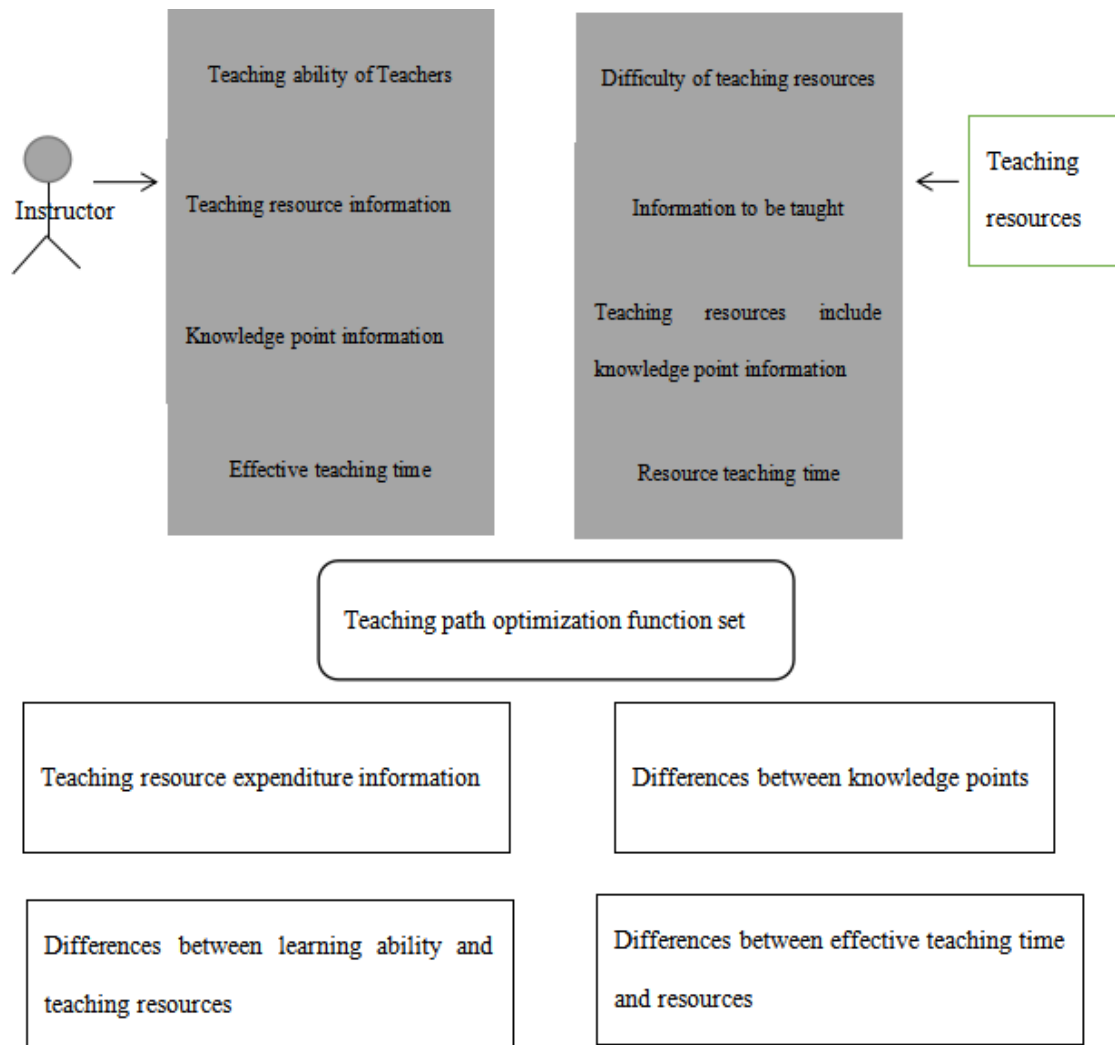 Teaching ability of Teachers
Difficulty of teaching resources
Instructor
Teaching
resources
Teaching resource information
Information to be taught
Knowledge point information
Teaching resources include
knowledge point information
Effective teaching time
Resource teaching time
Teaching path optimization function set
Teaching resource expenditure information
Differences between knowledge points
Differences between learning ability and
teaching resources
Differences between effective teaching time
and resources